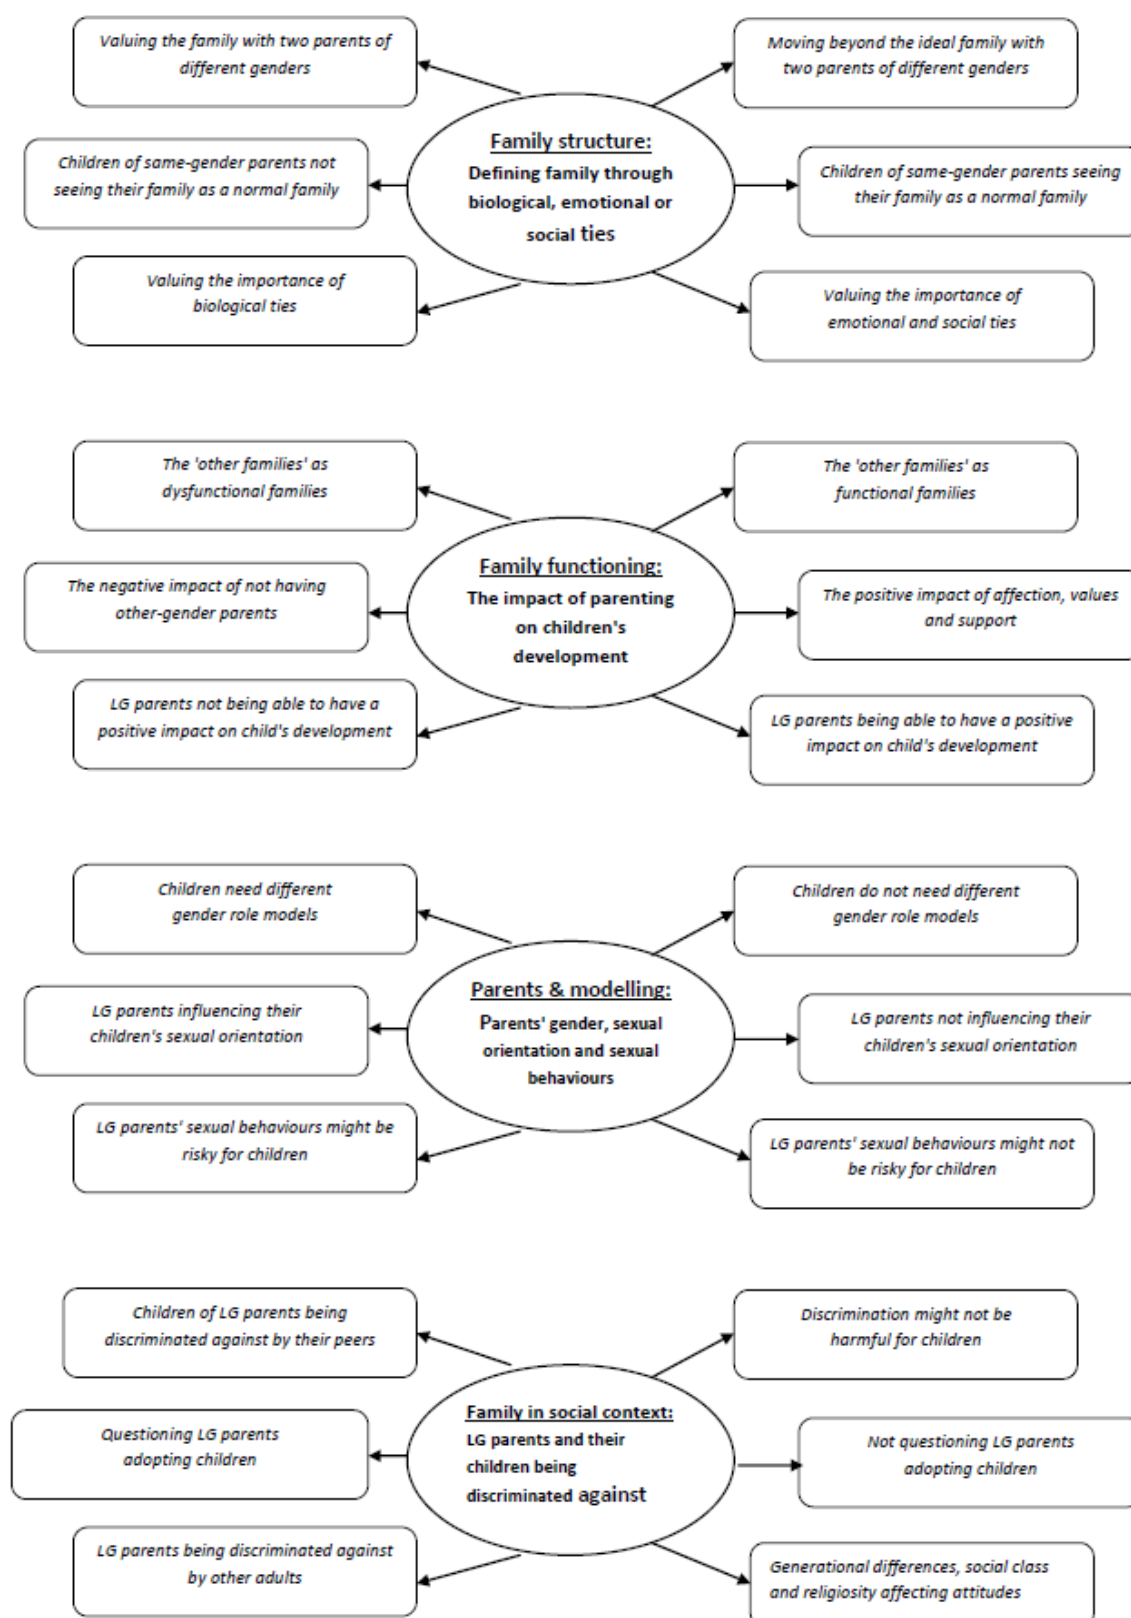 Valuing the family with two parents of
different genders
Moving beyond the ideal family with
two parents of different genders
Family structure:
Defining family through
biological, emotional or
social ties
Children of same-gender parents not
seeing their family as a normal family
Children of same-gender parents seeing
their family as a normal family
Valuing the importance of
biological ties
Valuing the importance of
emotional and social ties
The 'other families' as
dysfunctional families
The 'other families' as
functional families
Family functioning:
The impact of parenting
on children's
development
The negative impact of not having
other-gender parents
The positive impact of affection, values
and support
LG parents not being able to have a
positive impact on child's development
LG parents being able to have a positive
impact on child's development
Children need different
gender role models
Children do not need different
gender role models
Parents & modelling:
Parents' gender, sexual
orientation and sexual
behaviours
LG parents influencing their
children's sexual orientation
LG parents not influencing their
children's sexual orientation
LG parents' sexual behaviours might be
risky for children
LG parents' sexual behaviours might not
be risky for children
Children of LG parents being
discriminated against by their peers
Discrimination might not be
harmful for children
Family in social context:
LG parents and their
children being
discriminated against
Questioning LG parents
adopting children
Not questioning LG parents
adopting children
LG parents being discriminated against
by other adults
Generational differences, social class
and religiosity affecting attitudes